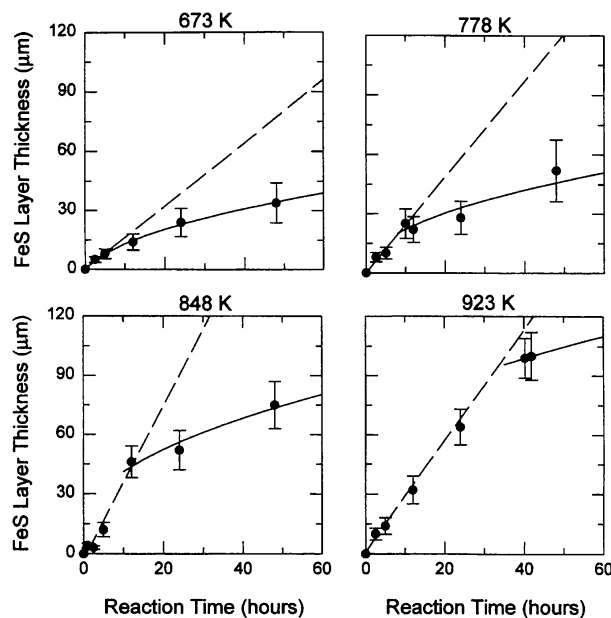 673 K
778 K
120
90
60
30
0
FeS Layer Thickness (μm)
848 K
923 K
120
90
60
30
0
FeS Layer Thickness (μm)
0 20 40 60
0 20 40 60
Reaction Time (hours)
Reaction Time (hours)